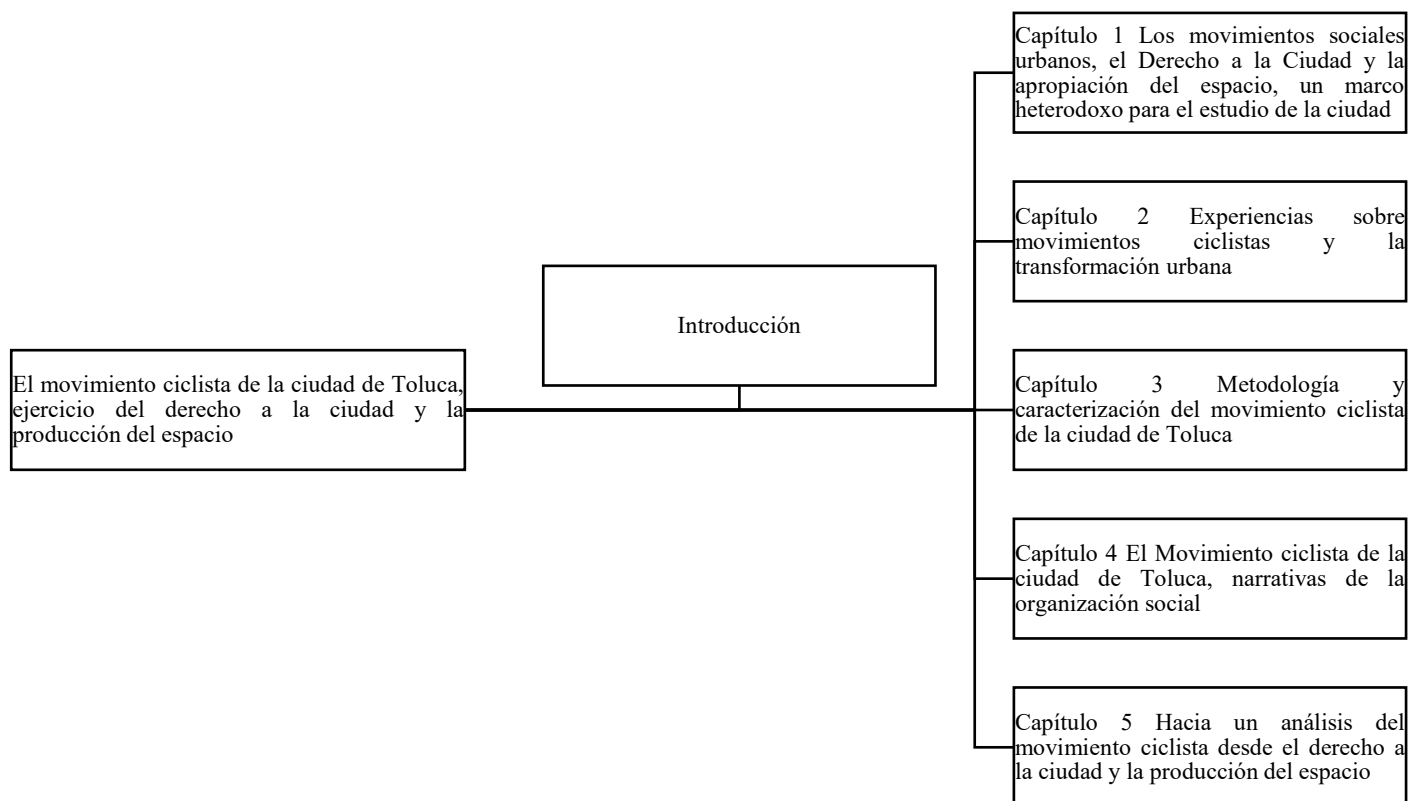 El movimiento ciclista de la ciudad de Toluca,
ejercicio del derecho a la ciudad y la
producción del espacio
Introducción
Capítulo 1 Los movimientos sociales
urbanos, el Derecho a la Ciudad y la
apropiación del espacio, un marco
heterodoxo para el estudio de la ciudad
Capítulo 2 Experiencias sobre
movimientos ciclistas y la
transformación urbana
Capítulo 3 Metodología y
caracterización del movimiento ciclista
de la ciudad de Toluca
Capítulo 4 El Movimiento ciclista de la
ciudad de Toluca, narrativas de la
organización social
Capítulo 5 Hacia un análisis del
movimiento ciclista desde el derecho a
la ciudad y la producción del espacio